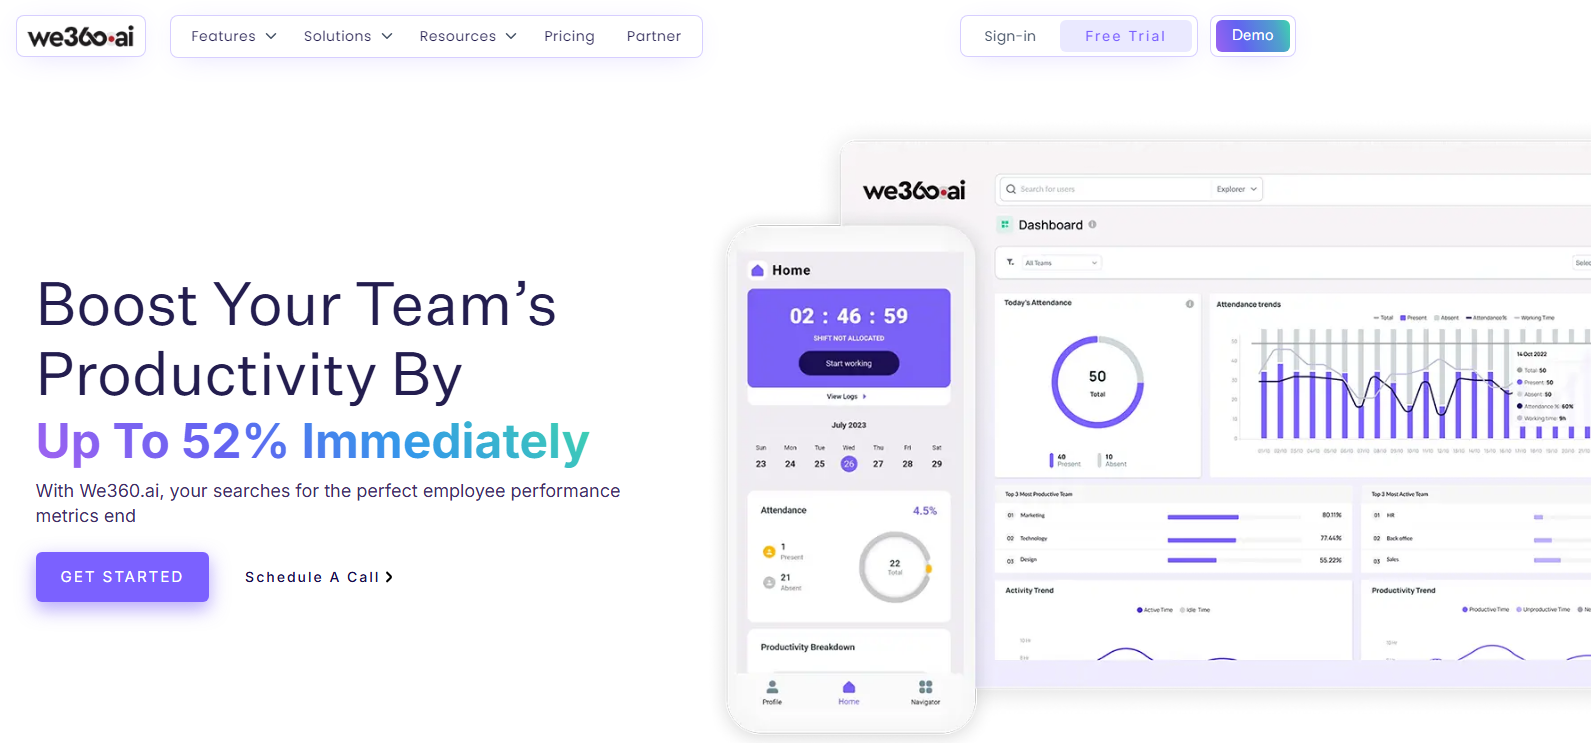 we360.ai
Features
Solutions
Resources
Pricing
Partner
Sign-in
Free Trial
Demo
Boost Your Team’s
Productivity By
Up To 52% Immediately
With We360.ai, your searches for the perfect employee performance
metrics end
GET STARTED
Schedule A Call
Home
02 : 46 : 59
SHIFT NOT ALLOCATED
Start working
View Logs
July 2023
Sun Mon Tue Wed Thu Fri Sat
23 24 25 26 27 28 29
Attendance 4.5%
1
Present
21
Absent
22
Total
Productivity Breakdown
Profile Home Navigator
we360.ai
Search for users
Explorer
Dashboard
All Teams
Today's Attendance
50
Total
40
Present
10
Absent
Attendance trends
Total Present Absent Attendance% Working Time
14 Oct 2022
Total: 50
Present: 50
Absent: 50
Attendance %: 60%
Working time: 9h
Top 3 Most Productive Team
01 Marketing 80.11%
02 Technology 77.44%
03 Design 55.22%
Top 3 Most Active Team
01 HR
02 Back office
03 Sales
Activity Trend
Active Time Idle Time
Productivity Trend
Productive Time Unproductive Time